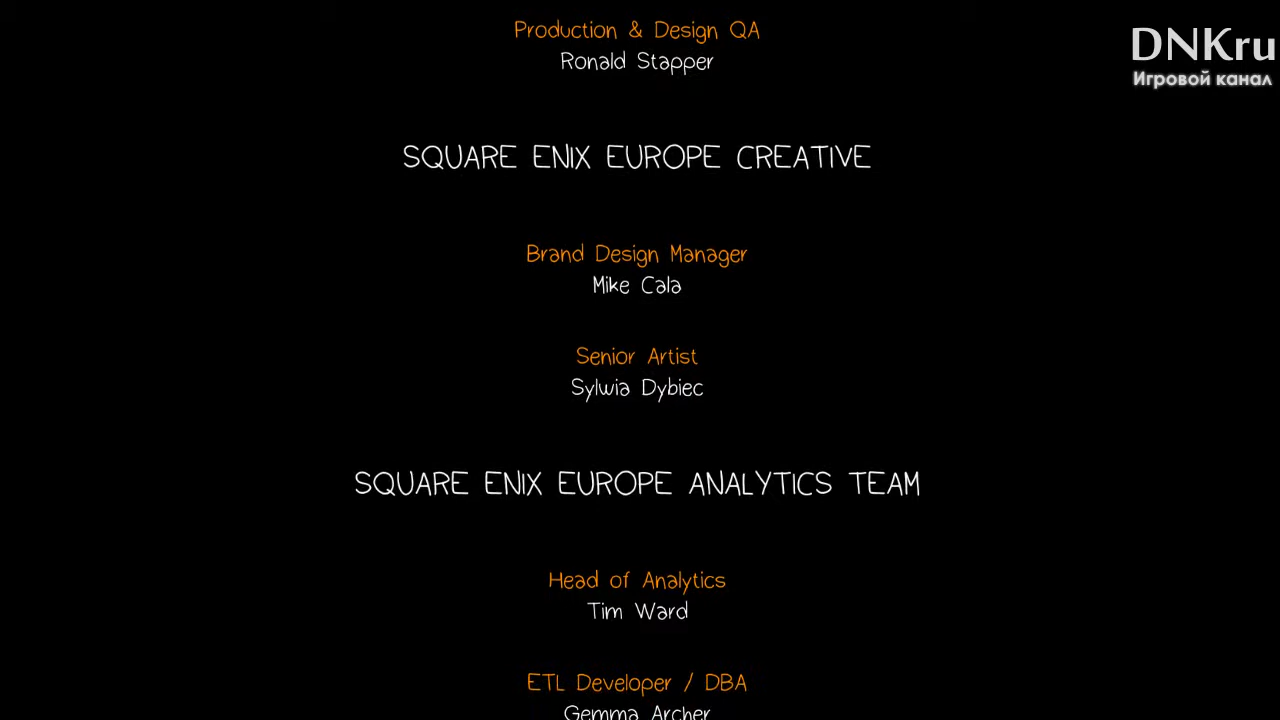 Production & Design QA
Ronald Stapper
DNKru
Игровой канал
SQUARE ENIX EUROPE CREATIVE
Brand Design Manager
Mike Cala
Senior Artist
Sylwia Dybiec
SQUARE ENIX EUROPE ANALYTICS TEAM
Head of Analytics
Tim Ward
ETL Developer / DBA
Gemma Archer